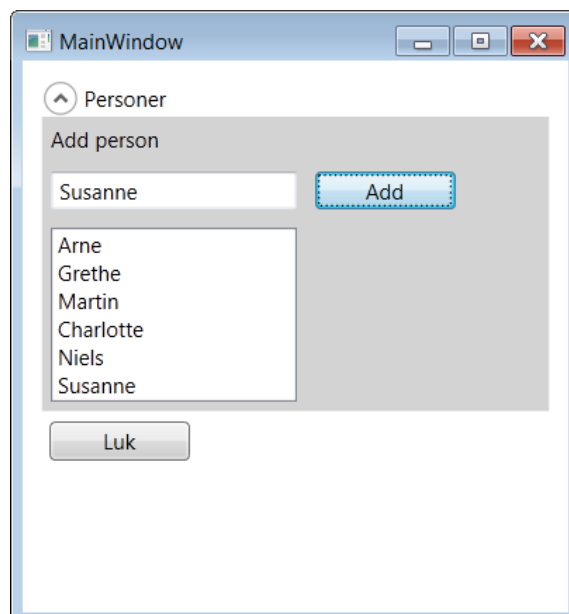 MainWindow
Personer
Add person
Susanne Add
Arne
Grethe
Martin
Charlotte
Niels
Susanne
Luk